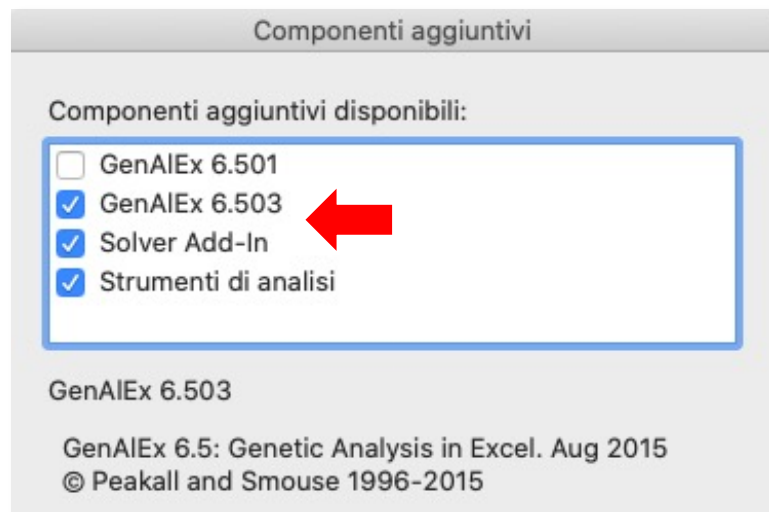 Componenti aggiuntivi
Componenti aggiuntivi disponibili:
GenAlEx 6.501
GenAlEx 6.503
Solver Add-In
Strumenti di analisi
GenAlEx 6.503
GenAlEx 6.5: Genetic Analysis in Excel. Aug 2015
© Peakall and Smouse 1996-2015